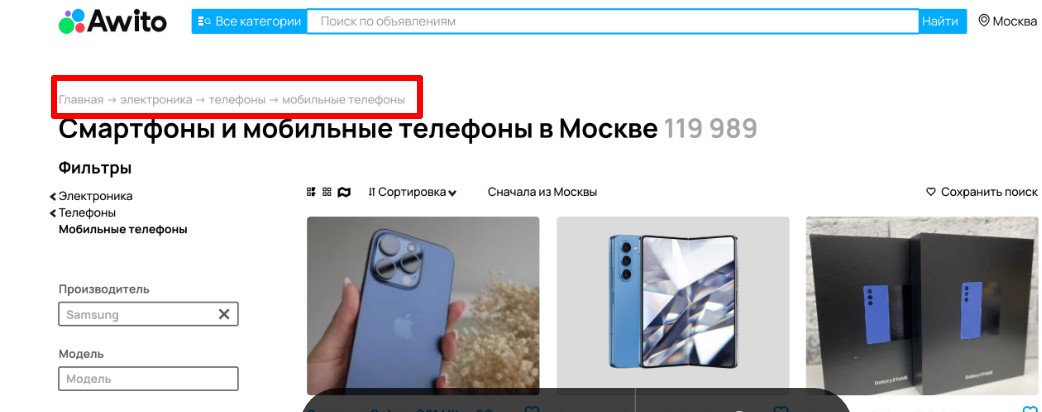 Awito
Все категории
Поиск по объявлениям
Найти
Москва
Главная → электроника → телефоны → мобильные телефоны
Смартфоны и мобильные телефоны в Москве 119 989
Фильтры
Электроника
Телефоны
Мобильные телефоны
Сортировка
Сначала из Москвы
Сохранить поиск
Производитель
Samsung
Модель
Модель